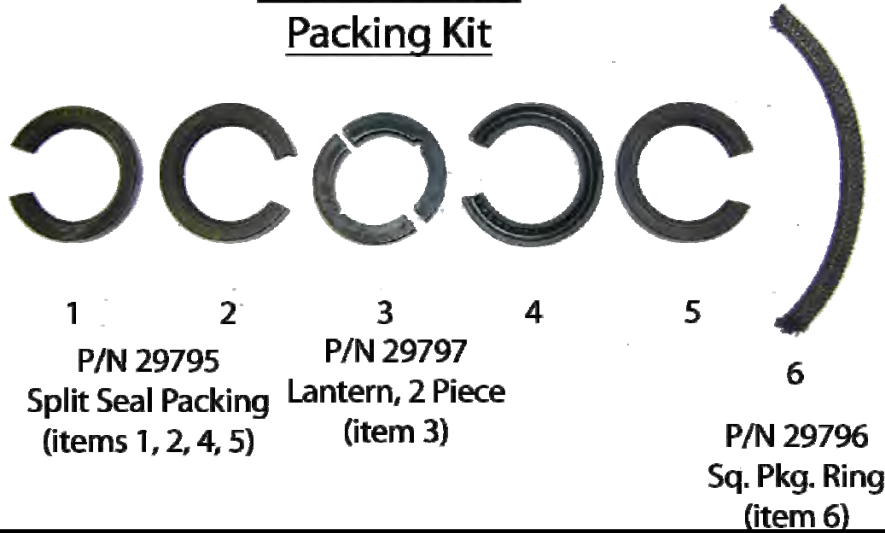 Packing Kit
1
2
3
4
5
P/N 29795
Split Seal Packing
(items 1, 2, 4, 5)
P/N 29797
Lantern, 2 Piece
(item 3)
6
P/N 29796
Sq. Pkg. Ring
(item 6)